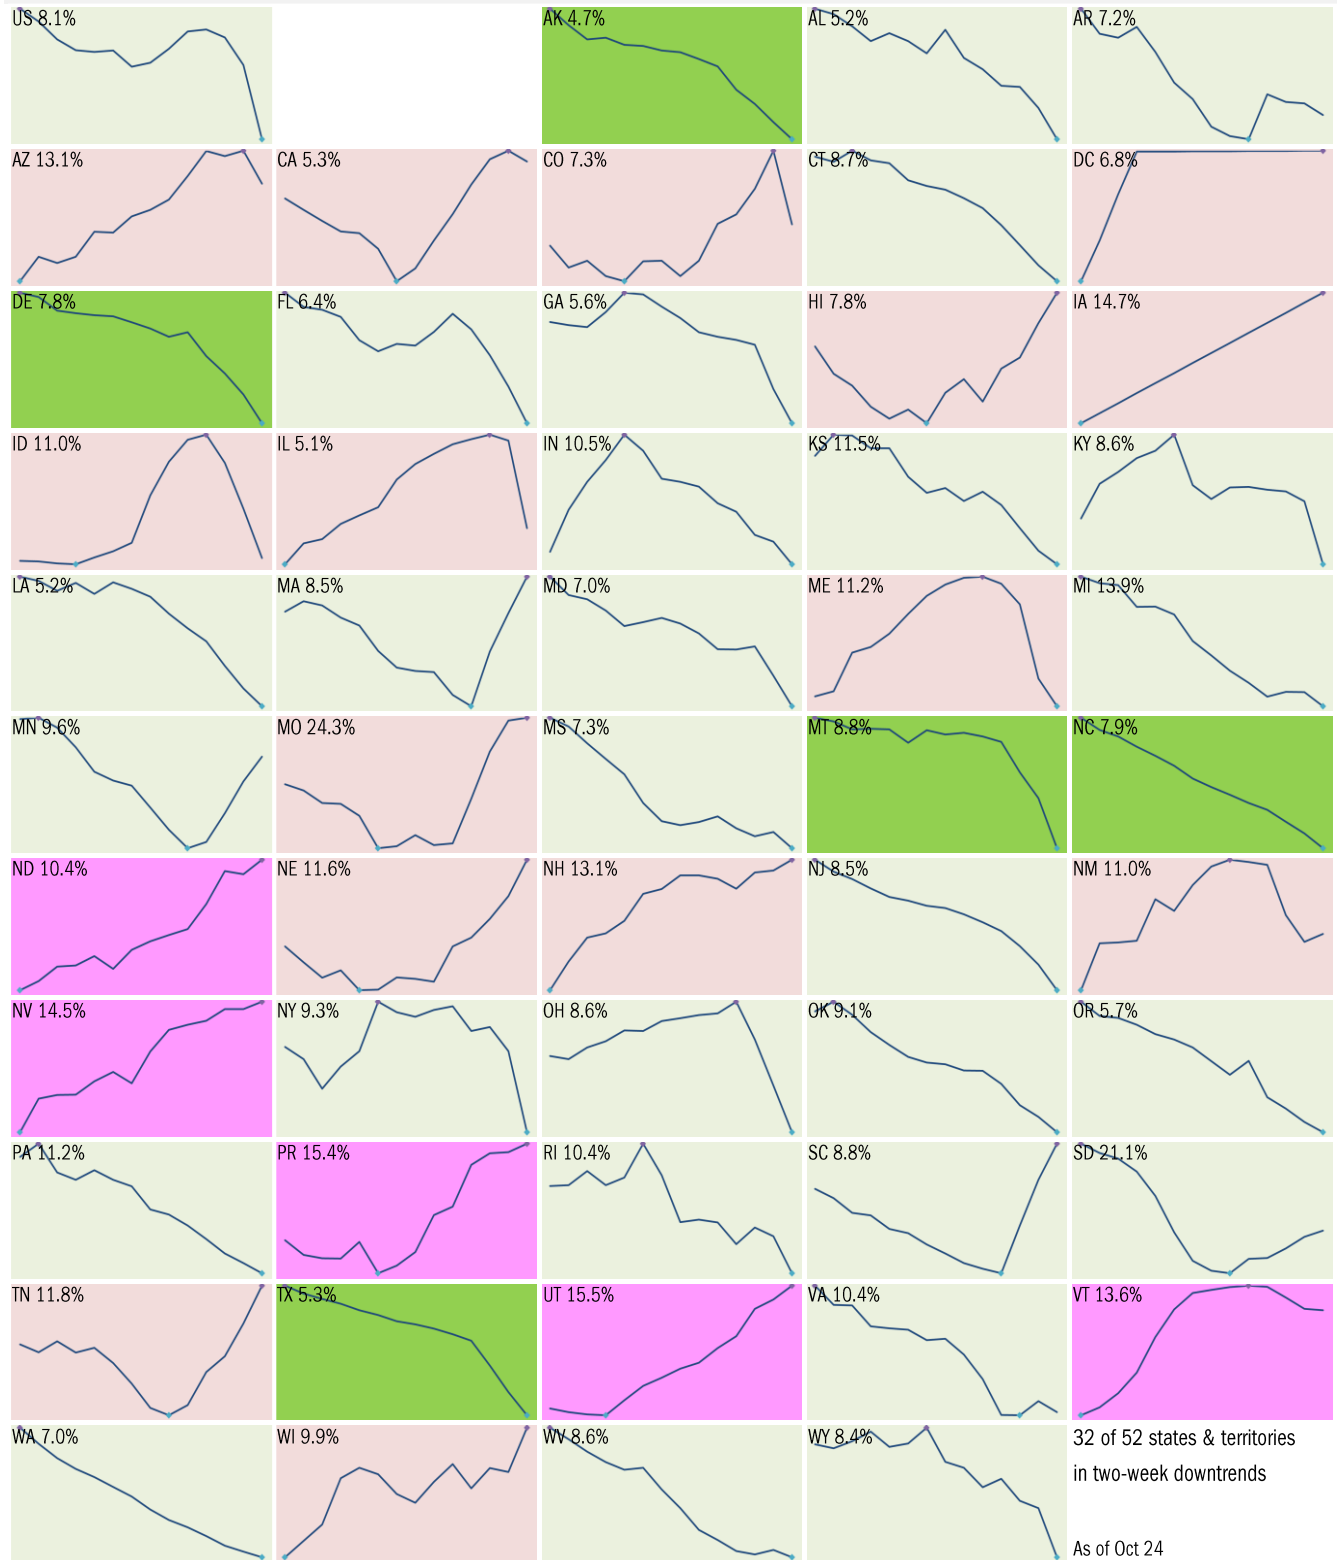 US 8.1%
AK 4.7%
AL 5.2%
AR 7.2%
AZ 13.1%
CA 5.3%
CO 7.3%
CT 8.7%
DC 6.8%
DE 7.8%
FL 6.4%
GA 5.6%
HI 7.8%
IA 14.7%
ID 11.0%
IL 5.1%
IN 10.5%
KS 11.5%
KY 8.6%
LA 5.2%
MA 8.5%
MD 7.0%
ME 11.2%
MI 13.9%
MN 9.6%
MO 24.3%
MS 7.3%
MT 8.8%
NC 7.9%
ND 10.4%
NE 11.6%
NH 13.1%
NJ 8.5%
NM 11.0%
NV 14.5%
NY 9.3%
OH 8.6%
OK 9.1%
OR 5.7%
PA 11.2%
PR 15.4%
RI 10.4%
SC 8.8%
SD 21.1%
TN 11.8%
TX 5.3%
UT 15.5%
VA 10.4%
VT 13.6%
WA 7.0%
WI 9.9%
WV 8.6%
WY 8.4%
32 of 52 states & territories
in two-week downtrends
As of Oct 24